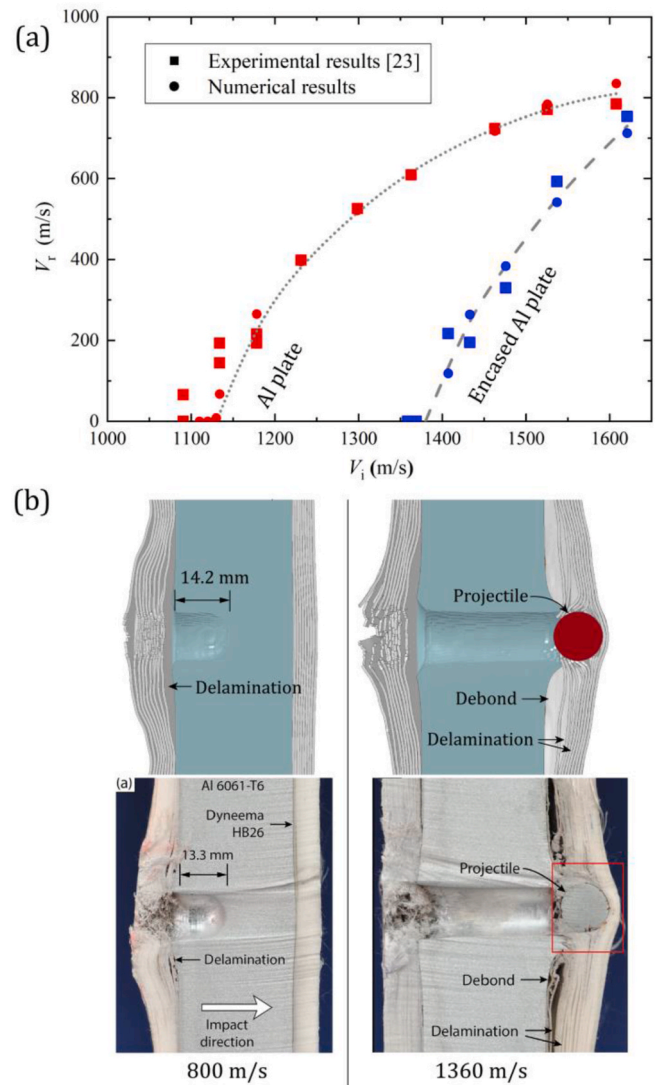 (a)
1000
800
600
400
200
0
V_r (m/s)
Experimental results [23]
Numerical results
Al plate
Encased Al plate
1000 1100 1200 1300 1400 1500 1600
V_i (m/s)
(b)
14.2 mm
Delamination
Projectile
Debond
Delamination
(a)
Al 6061-T6
Dyneema
HB26
13.3 mm
Delamination
Impact
direction
800 m/s
Projectile
Debond
Delamination
1360 m/s